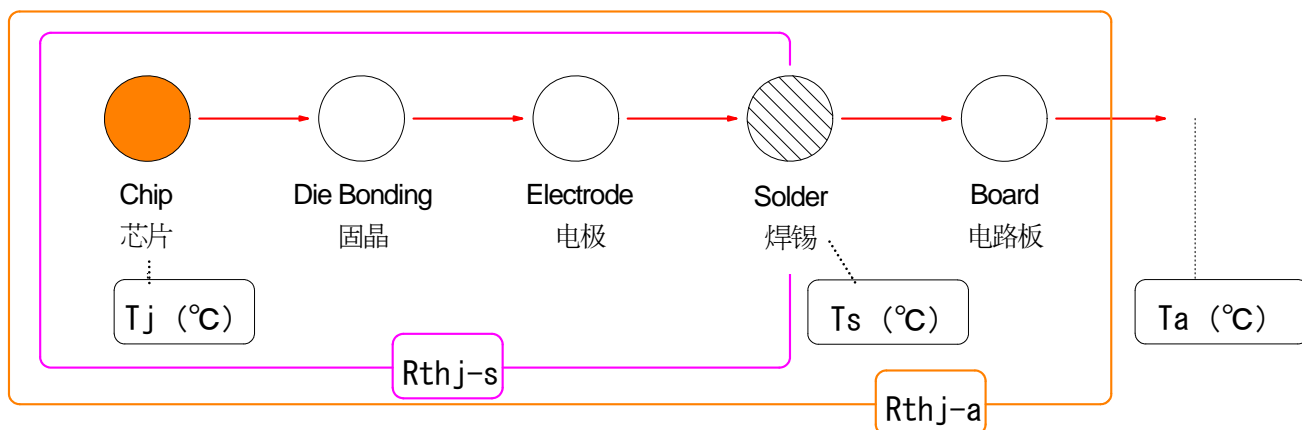 Chip
芯片
Die Bonding
固晶
Electrode
电极
Solder
焊锡
Board
电路板
Tj (℃)
Ts (℃)
Ta (℃)
Rthj-s
Rthj-a